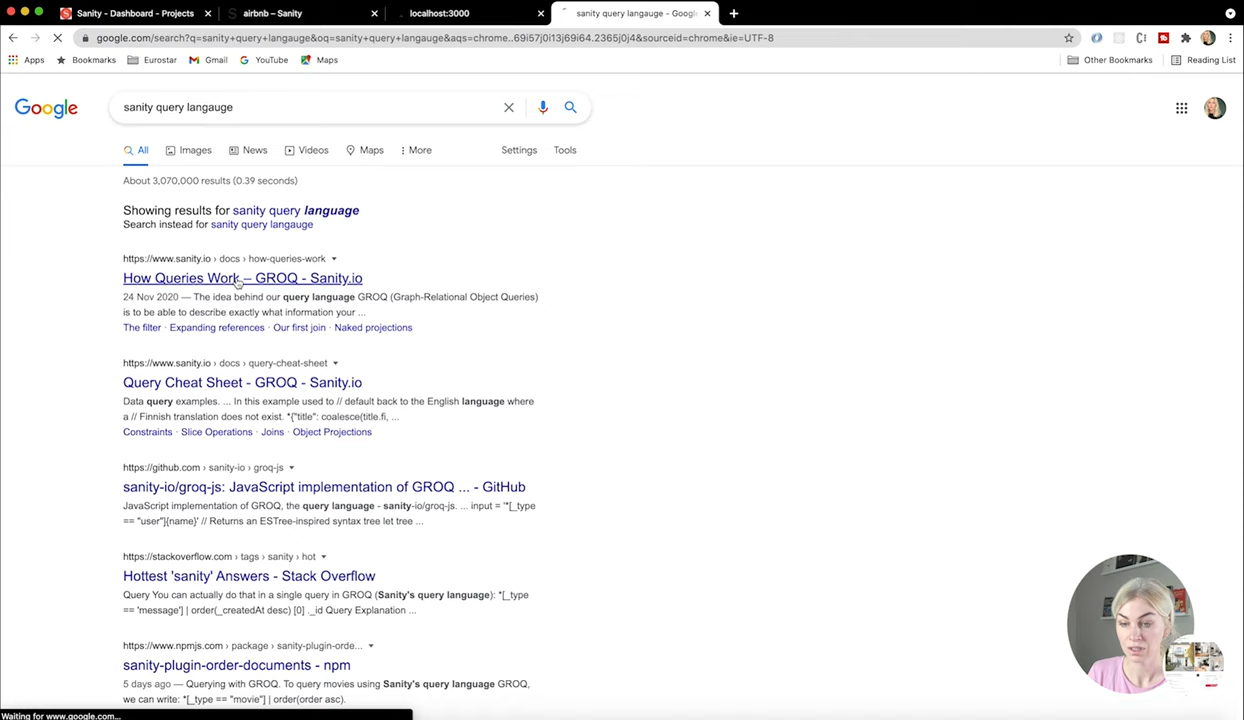 Sanity - Dashboard - Projects
airbnb – Sanity
localhost:3000
sanity query langauge - Goog
google.com/search?q=sanity+query+langauge&oq=sanity+query+langauge&aqs=chrome..69i57j0i13j69i64.2365j0j4&sourceid=chrome&ie=UTF-8
Apps
Bookmarks
Eurostar
Gmail
YouTube
Maps
Other Bookmarks
Reading List
Google
sanity query langauge
All
Images
News
Videos
Maps
More
Settings
Tools
About 3,070,000 results (0.39 seconds)
Showing results for sanity query language
Search instead for sanity query langauge
https://www.sanity.io › docs › how-queries-work
How Queries Work – GROQ - Sanity.io
24 Nov 2020 — The idea behind our query language GROQ (Graph-Relational Object Queries)
is to be able to describe exactly what information your ...
The filter · Expanding references · Our first join · Naked projections
https://www.sanity.io › docs › query-cheat-sheet
Query Cheat Sheet - GROQ - Sanity.io
Data query examples. ... In this example used to // default back to the English language where
a // Finnish translation does not exist. *{"title": coalesce(title.fi, ...
Constraints · Slice Operations · Joins · Object Projections
https://github.com › sanity-io › groq-js
sanity-io/groq-js: JavaScript implementation of GROQ ... - GitHub
JavaScript implementation of GROQ, the query language - sanity-io/groq-js. ... input = '*[_type
== "user"]{name}' // Returns an ESTree-inspired syntax tree let tree ...
https://stackoverflow.com › tags › sanity › hot
Hottest 'sanity' Answers - Stack Overflow
Query You can actually do that in a single query in GROQ (Sanity's query language): *[_type
== 'message'] | order(_createdAt desc) [0] ._id Query Explanation ...
https://www.npmjs.com › package › sanity-plugin-orde...
sanity-plugin-order-documents - npm
5 days ago — Querying with GROQ. To query movies using Sanity's query language GROQ,
we can write: *[_type == "movie"] | order(order asc).
Waiting for www.google.com...